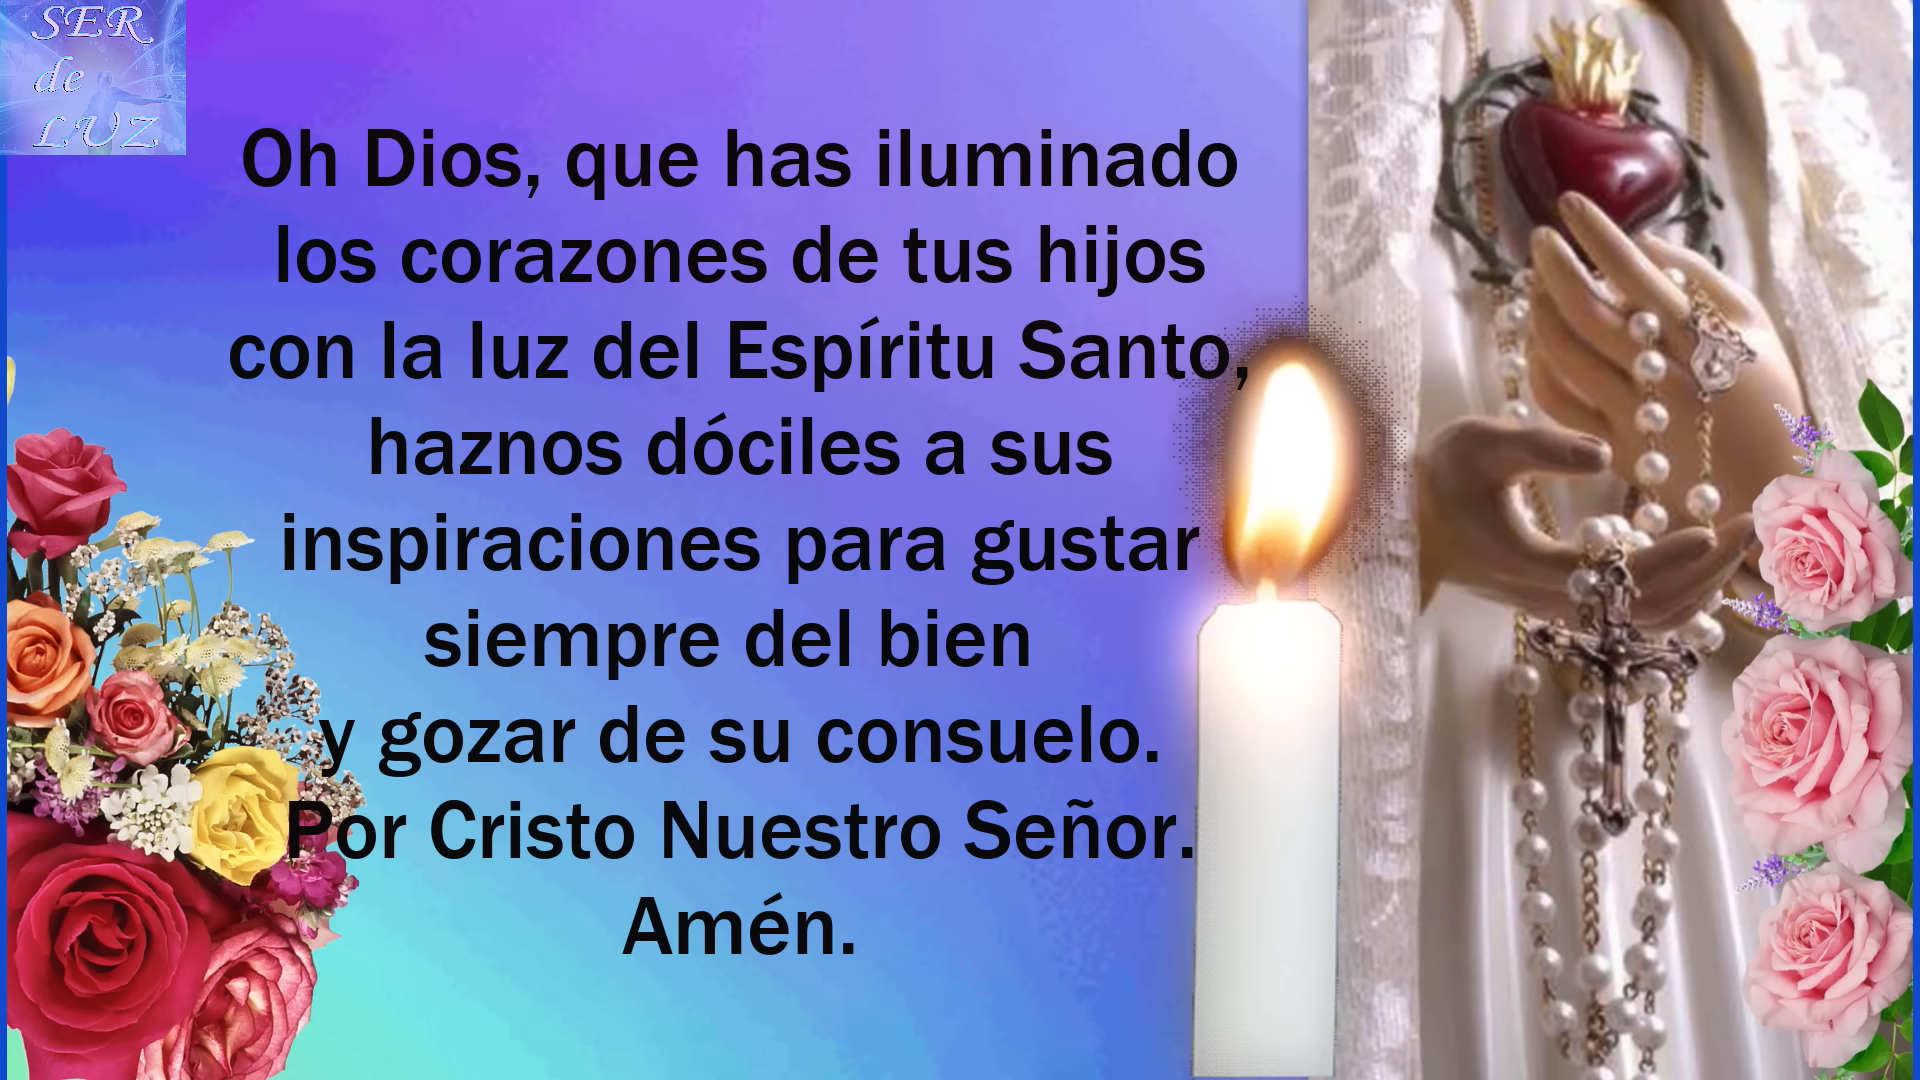 SER
de
LUZ
Oh Dios, que has iluminado
los corazones de tus hijos
con la luz del Espíritu Santo,
haznos dóciles a sus
inspiraciones para gustar
siempre del bien
y gozar de su consuelo.
Por Cristo Nuestro Señor.
Amén.